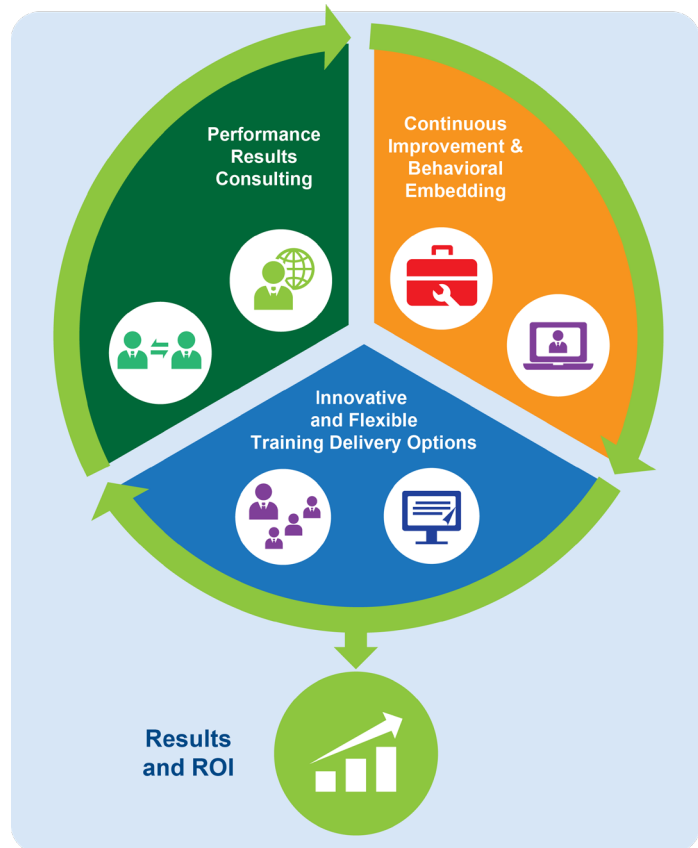 Performance
Results
Consulting
Continuous
Improvement &
Behavioral
Embedding
Innovative
and Flexible
Training Delivery Options
Results
and ROI